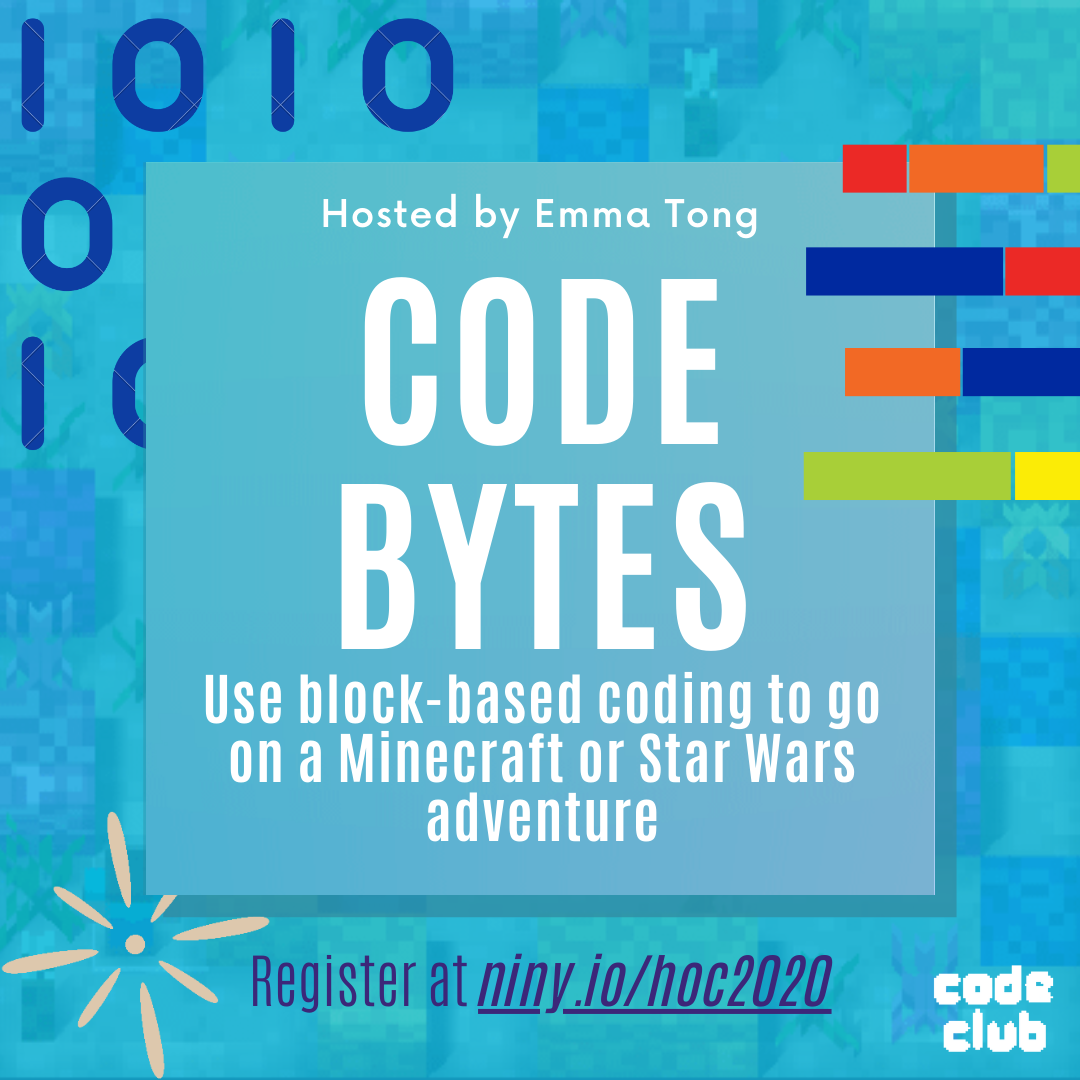 1010
0
10
Hosted by Emma Tong
CODE
BYTES
Use block-based coding to go
on a Minecraft or Star Wars
adventure
Register at niny.io/hoc2020
code
club